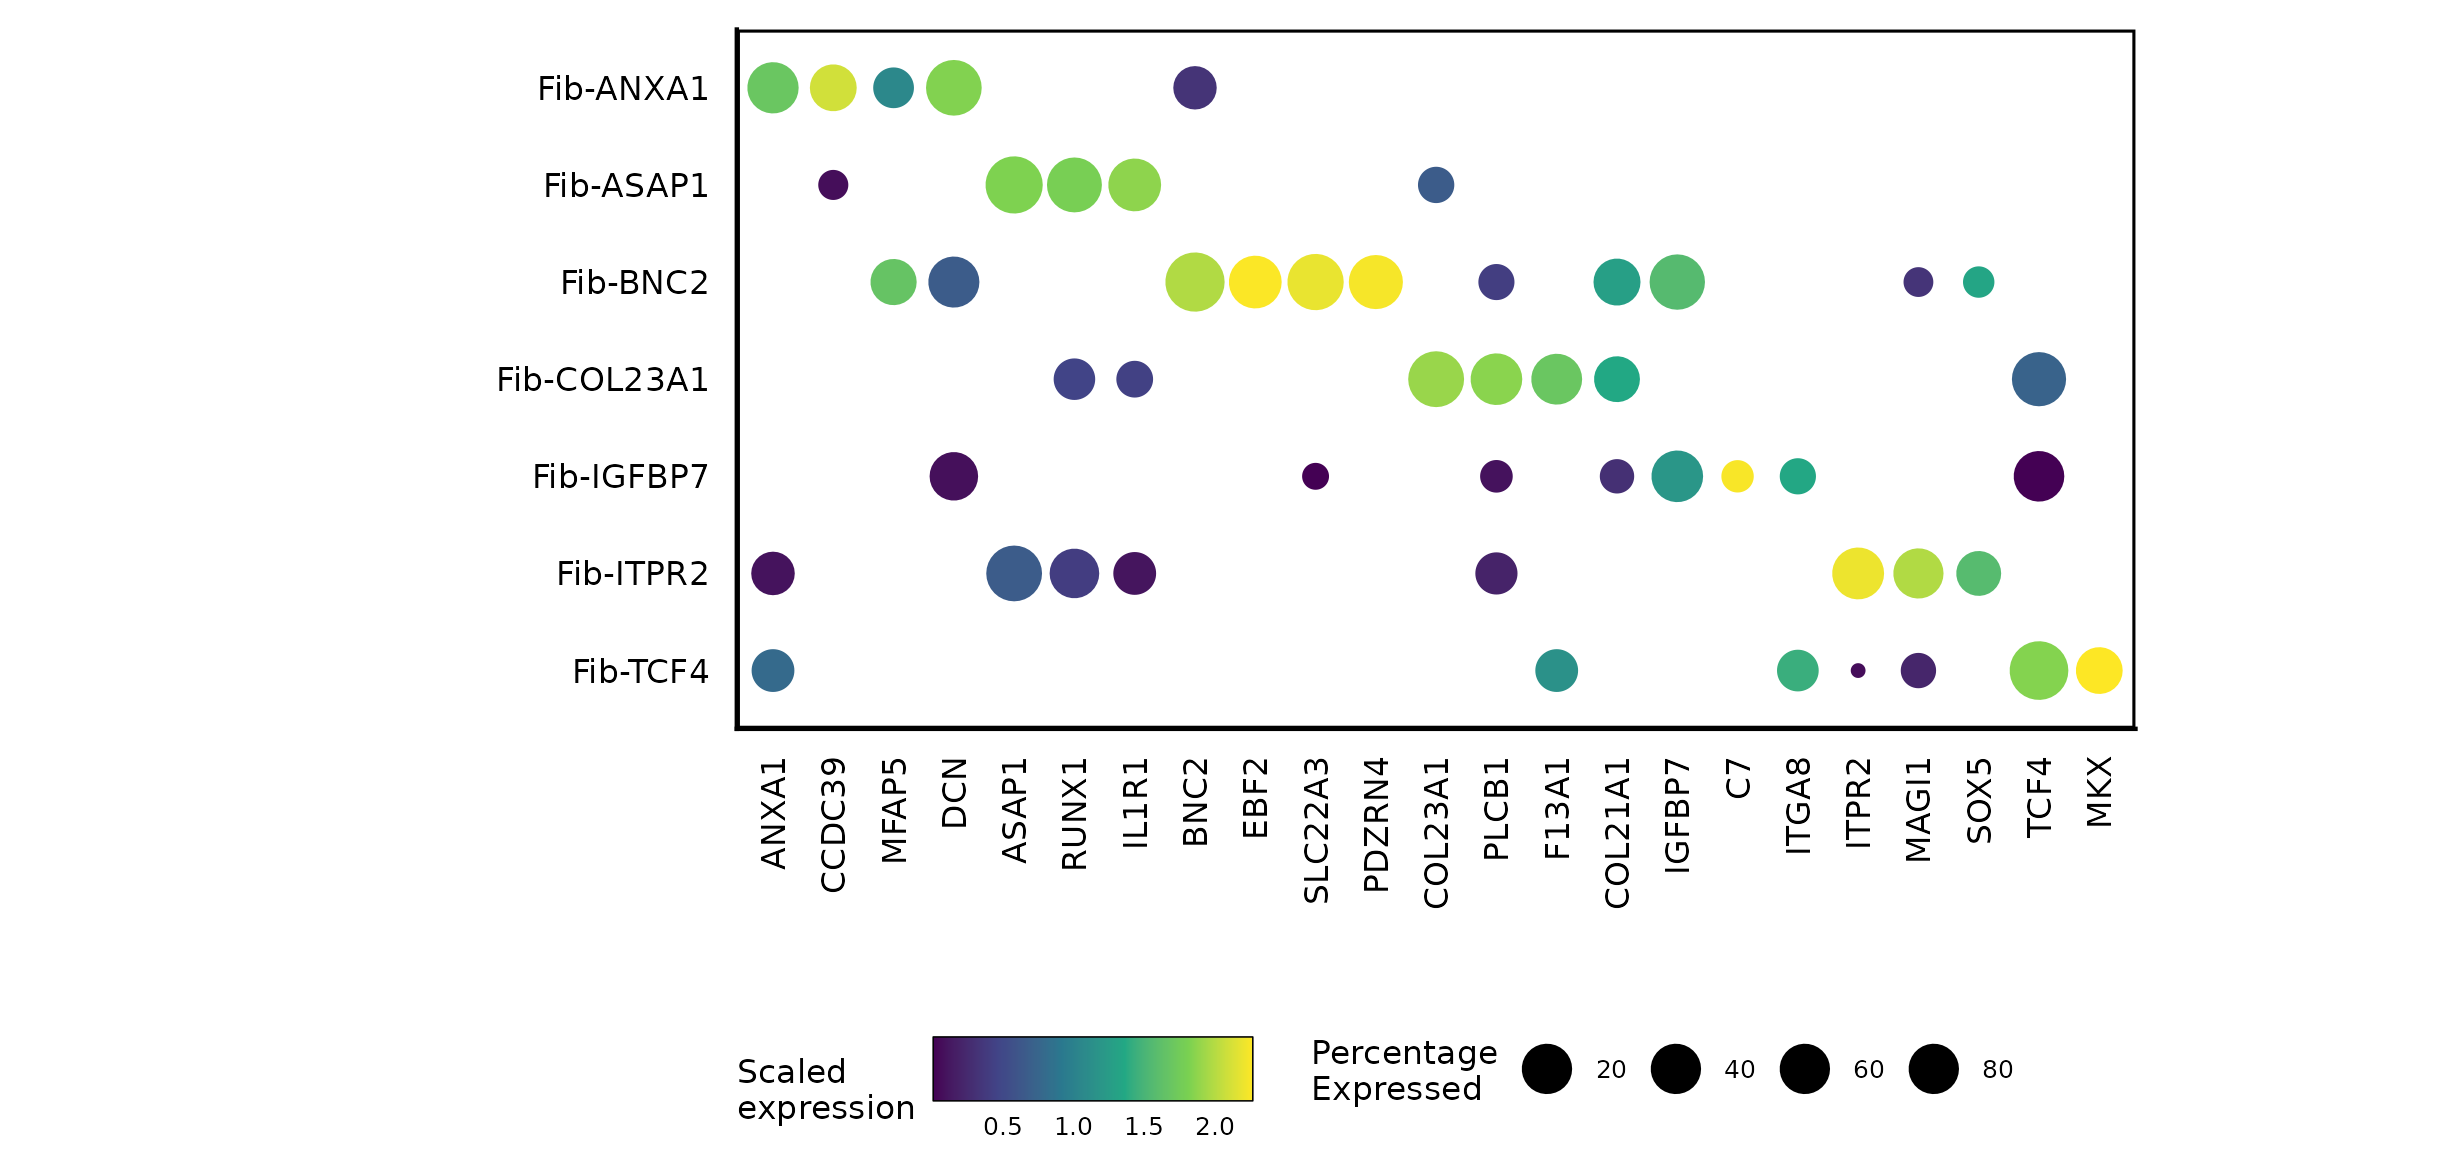 Fib-ANXA1
Fib-ASAP1
Fib-BNC2
Fib-COL23A1
Fib-IGFBP7
Fib-ITPR2
Fib-TCF4
ANXA1
CCDC39
MFAP5
DCN
ASAP1
RUNX1
IL1R1
BNC2
EBF2
SLC22A3
PDZRN4
COL23A1
PLCB1
F13A1
COL21A1
IGFBP7
C7
ITGA8
ITPR2
MAGI1
SOX5
TCF4
MKX
Scaled
expression
0.5 1.0 1.5 2.0
Percentage
Expressed
20 40 60 80